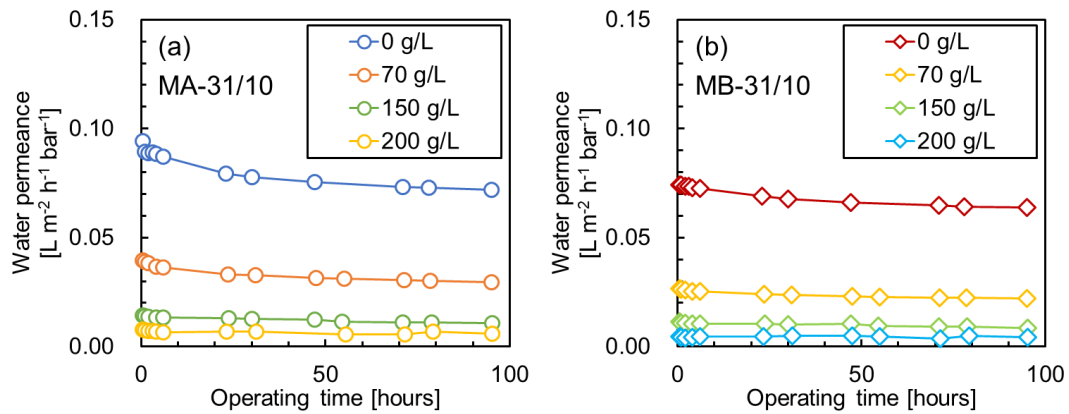 (a)
MA-31/10
0 g/L
70 g/L
150 g/L
200 g/L
0.15
0.10
0.05
0.00
0
50
100
Water permeance
[L m⁻² h⁻¹ bar⁻¹]
Operating time [hours]
(b)
MB-31/10
0 g/L
70 g/L
150 g/L
200 g/L
0.15
0.10
0.05
0.00
0
50
100
Water permeance
[L m⁻² h⁻¹ bar⁻¹]
Operating time [hours]